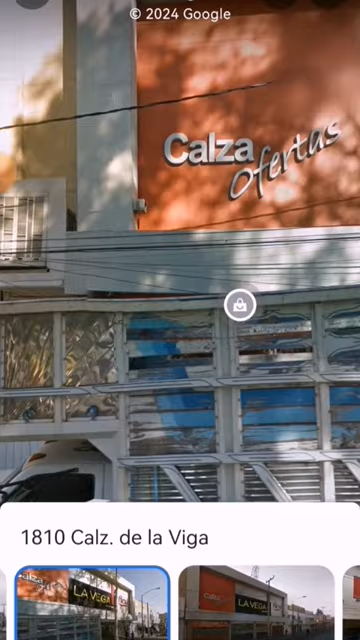 © 2024 Google
Calza
Ofertas
1810 Calz. de la Viga
LA VEGA
LA VEGA